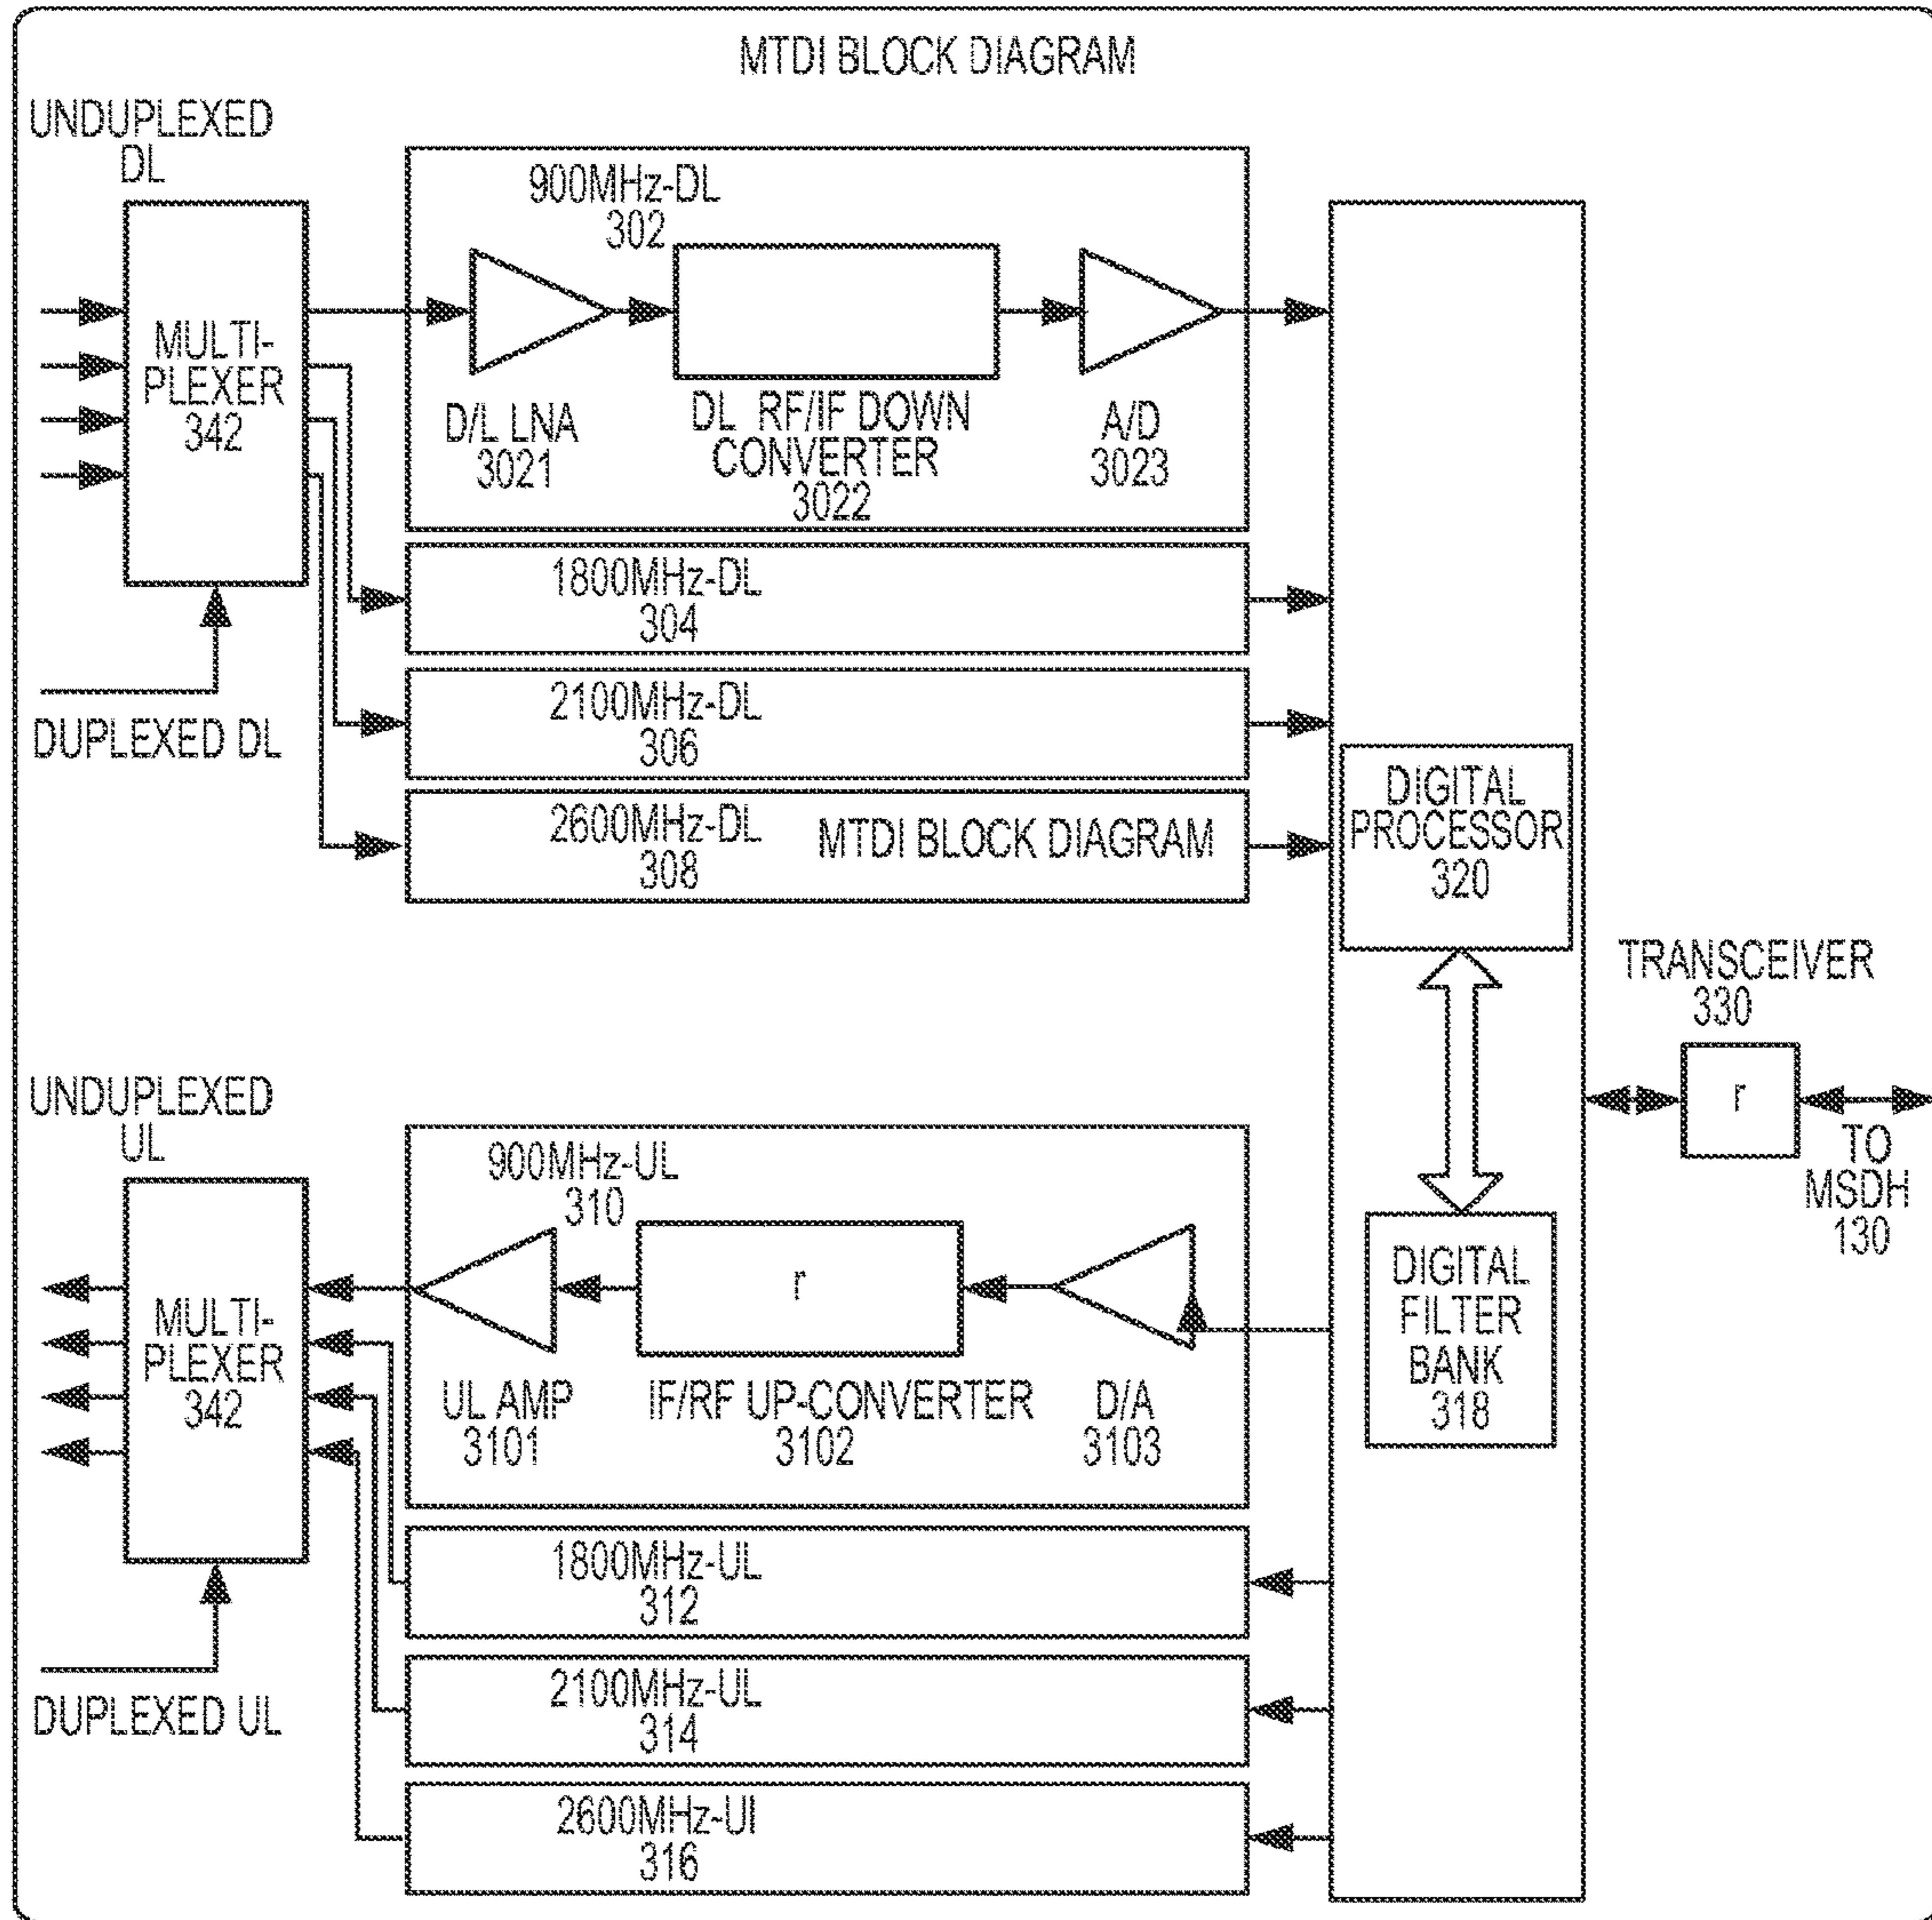 MTDI BLOCK DIAGRAM
UNDUPLEXED
DL
MULTI-
PLEXER
342
DUPLEXED DL
900MHz-DL
302
D/L LNA
3021
DL RF/IF DOWN
CONVERTER
3022
A/D
3023
1800MHz-DL
304
2100MHz-DL
306
2600MHz-DL
308
MTDI BLOCK DIAGRAM
DIGITAL
PROCESSOR
320
TRANSCEIVER
330
r
TO
MSDH
130
DIGITAL
FILTER
BANK
318
UNDUPLEXED
UL
MULTI-
PLEXER
342
DUPLEXED UL
900MHz-UL
310
r
UL AMP
3101
IF/RF UP-CONVERTER
3102
D/A
3103
1800MHz-UL
312
2100MHz-UL
314
2600MHz-UI
316